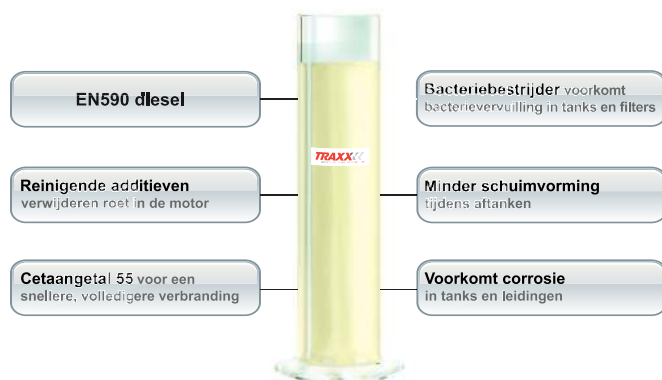 EN590 diesel
Reinigende additieven
verwijderen roet in de motor
Cetaangetal 55 voor een
snellere, volledigere verbranding
TRAXX
Bacteriebestrijder voorkomt
bacterievervuilling in tanks en filters
Minder schuimvorming
tijdens aftanken
Voorkomt corrosie
in tanks en leidingen